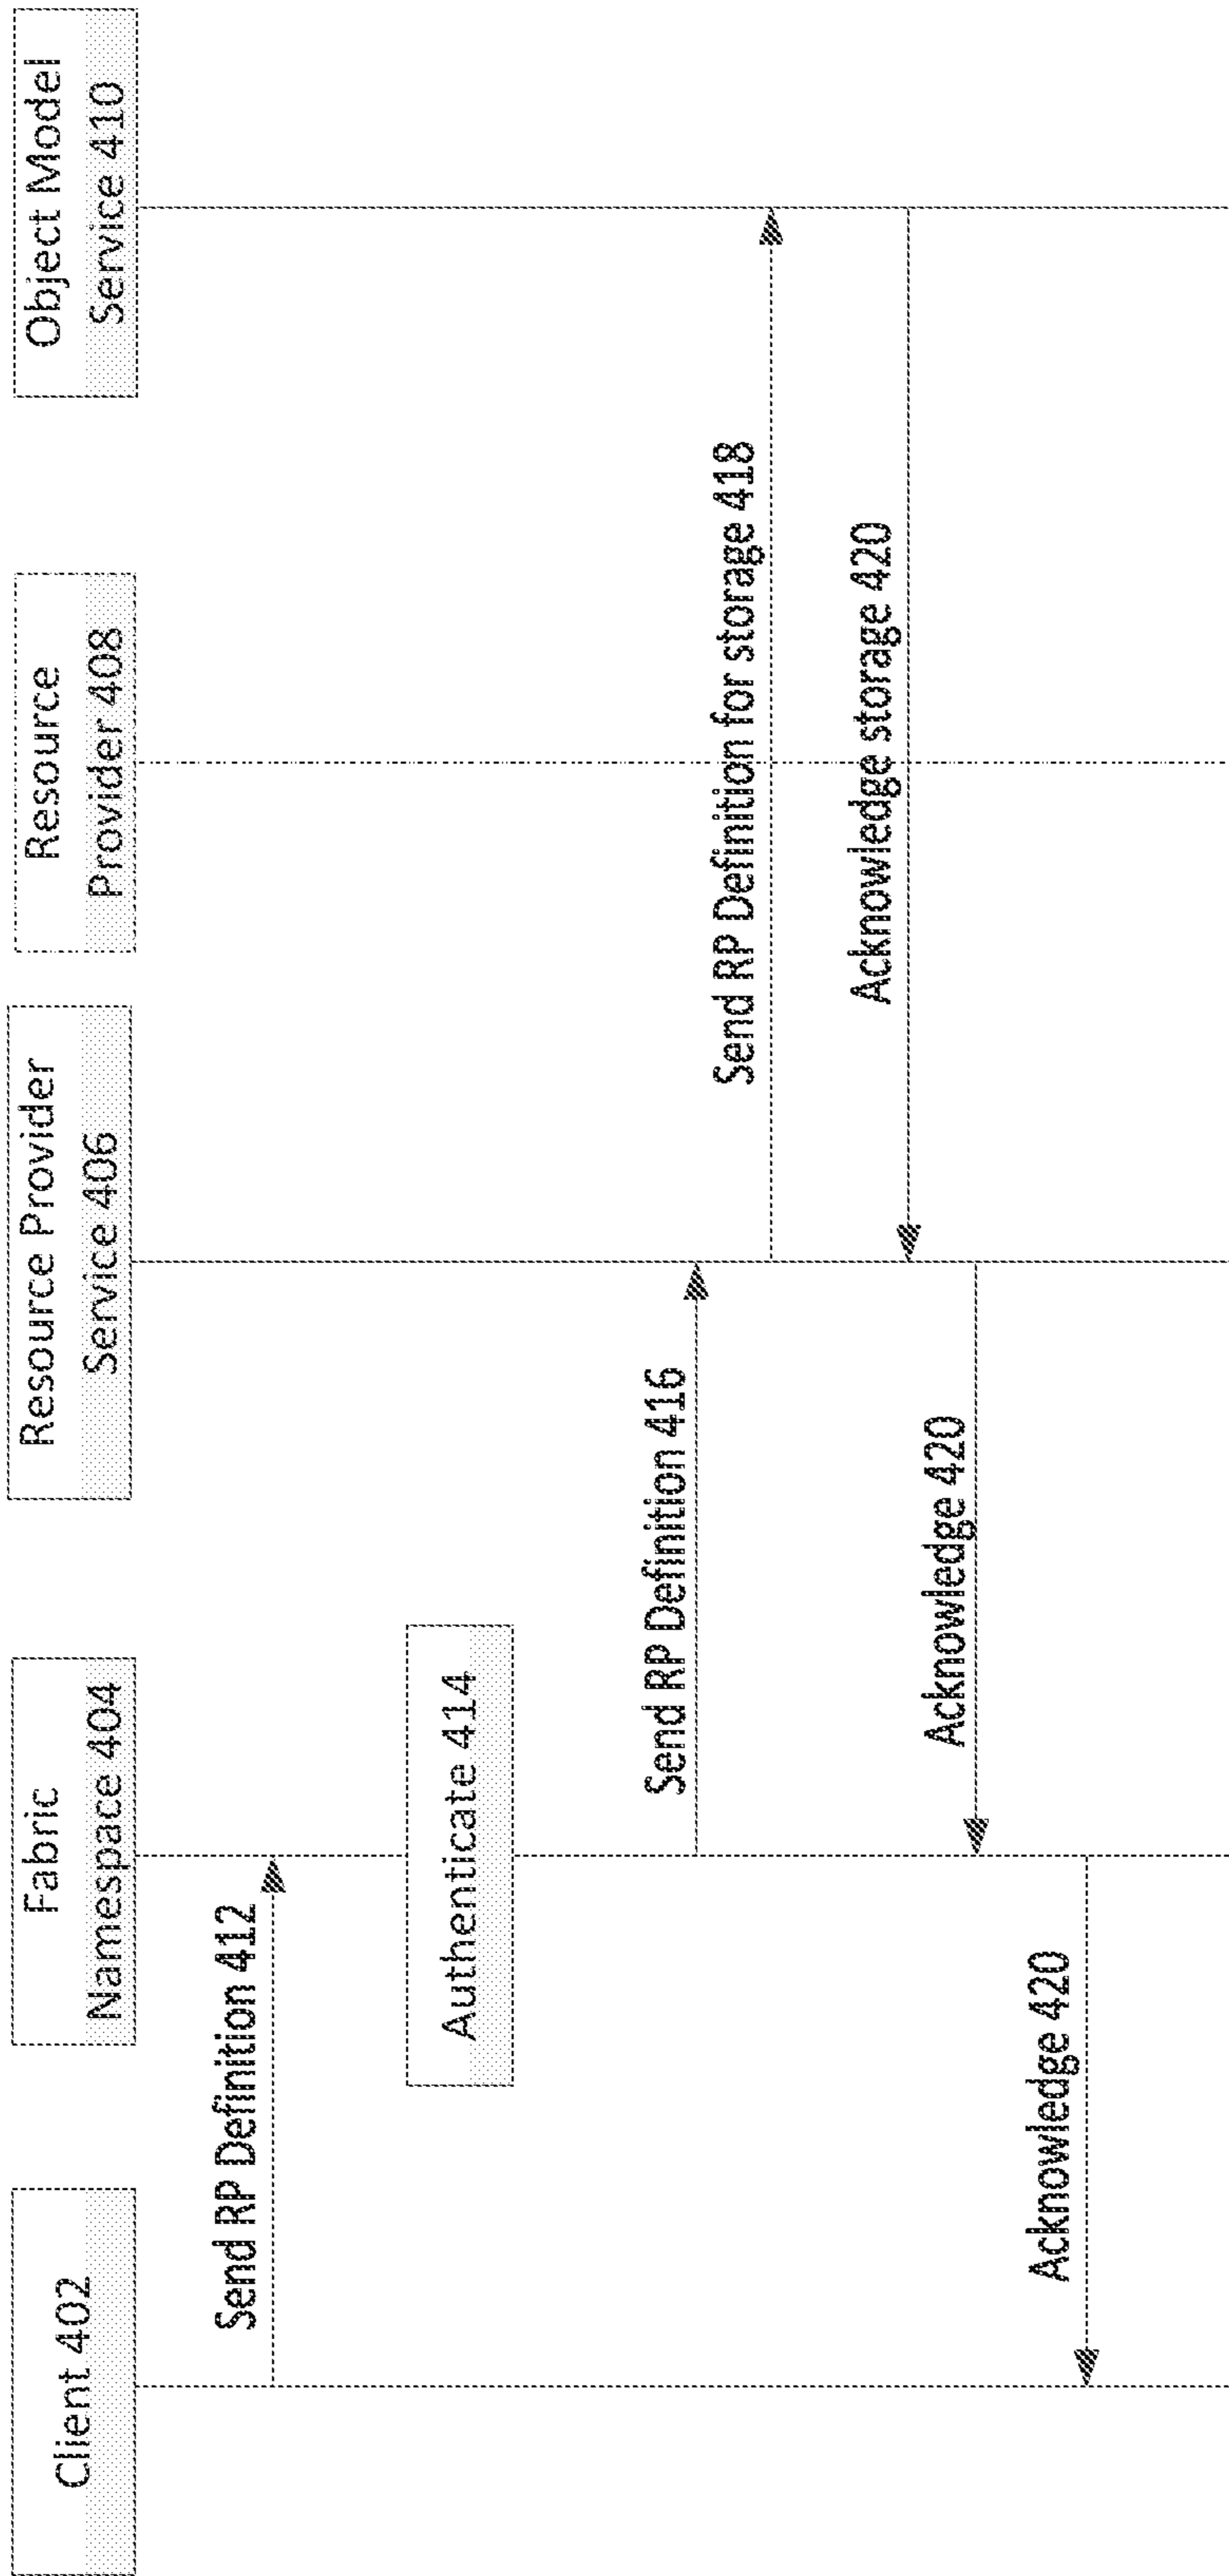 Client 402
Fabric
Namespace 404
Resource Provider
Service 406
Resource
Provider 408
Object Model
Service 410
Send RP Definition 412
Authenticate 414
Send RP Definition 416
Send RP Definition for storage 418
Acknowledge storage 420
Acknowledge 420
Acknowledge 420